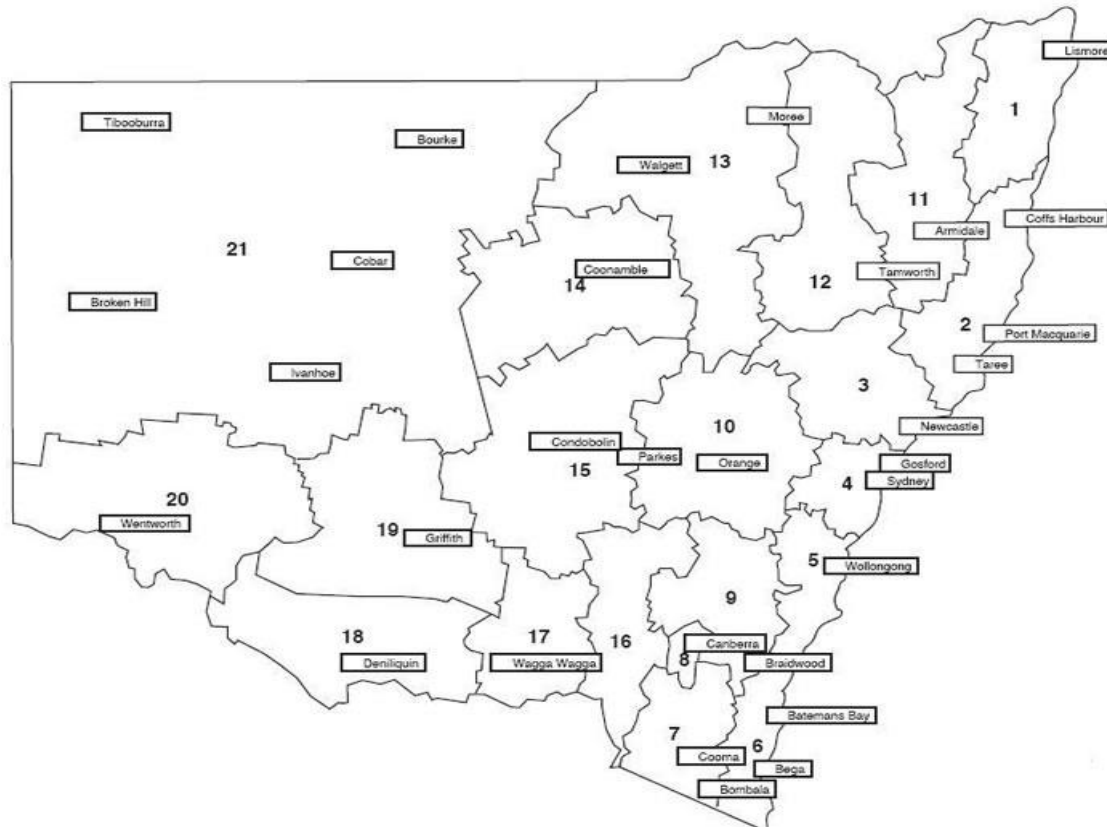 Lismore
1
Tibooburra
Moree
Bourke
13
Walgett
11
Coffs Harbour
Armidale
21
Cobar
Coonamble
Tamworth
14
12
Broken Hill
2
Port Macquarie
Taree
Ivanhoe
3
Newcastle
10
Condobolin
Parkes
Orange
Gosford
15
4
Sydney
20
Wentworth
19
Griffith
5
Wollongong
9
18
17
16
Canberra
8
Deniliquin
Wagga Wagga
Braidwood
Batemans Bay
7
6
Cooma
Bega
Bombala